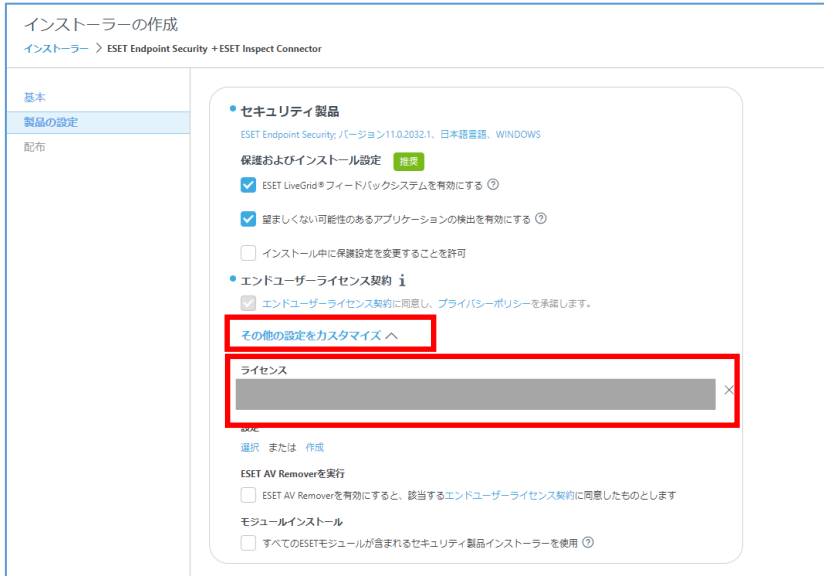 インストーラーの作成
インストーラー > ESET Endpoint Security +ESET Inspect Connector
基本
製品の設定
配布
セキュリティ製品
ESET Endpoint Security; バージョン11.0.2032.1、日本語言語、WINDOWS
保護およびインストール設定 推奨
ESET LiveGrid®フィードバックシステムを有効にする ?
望ましくない可能性のあるアプリケーションの検出を有効にする ?
インストール中に保護設定を変更することを許可
エンドユーザーライセンス契約 i
エンドユーザーライセンス契約に同意し、プライバシーポリシーを承諾します。
その他の設定をカスタマイズ
ライセンス
設定
選択 または 作成
ESET AV Removerを実行
ESET AV Removerを有効にすると、該当するエンドユーザーライセンス契約に同意したものとします
モジュールインストール
すべてのESETモジュールが含まれるセキュリティ製品インストーラーを使用 ?